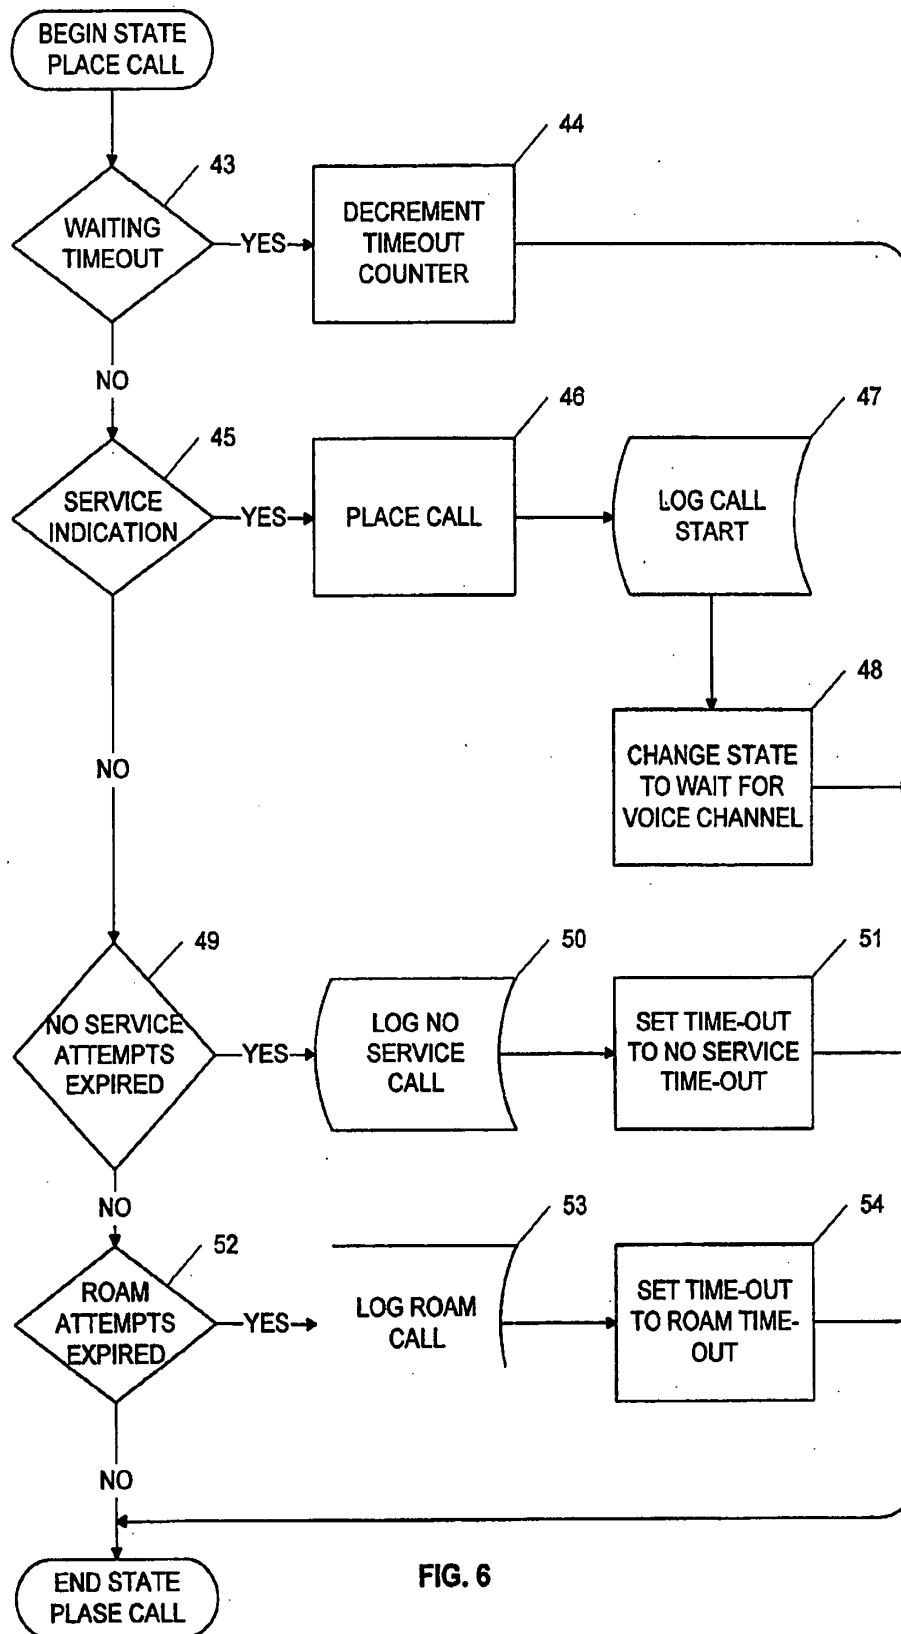 BEGIN STATE
PLACE CALL
43
WAITING
TIMEOUT
YES
44
DECREMENT
TIMEOUT
COUNTER
NO
45
SERVICE
INDICATION
YES
46
PLACE CALL
47
LOG CALL
START
48
CHANGE STATE
TO WAIT FOR
VOICE CHANNEL
NO
49
NO SERVICE
ATTEMPTS
EXPIRED
YES
50
LOG NO
SERVICE
CALL
51
SET TIME-OUT
TO NO SERVICE
TIME-OUT
NO
52
ROAM
ATTEMPTS
EXPIRED
YES
53
LOG ROAM
CALL
54
SET TIME-OUT
TO ROAM TIME-
OUT
NO
END STATE
PLASE CALL
FIG. 6